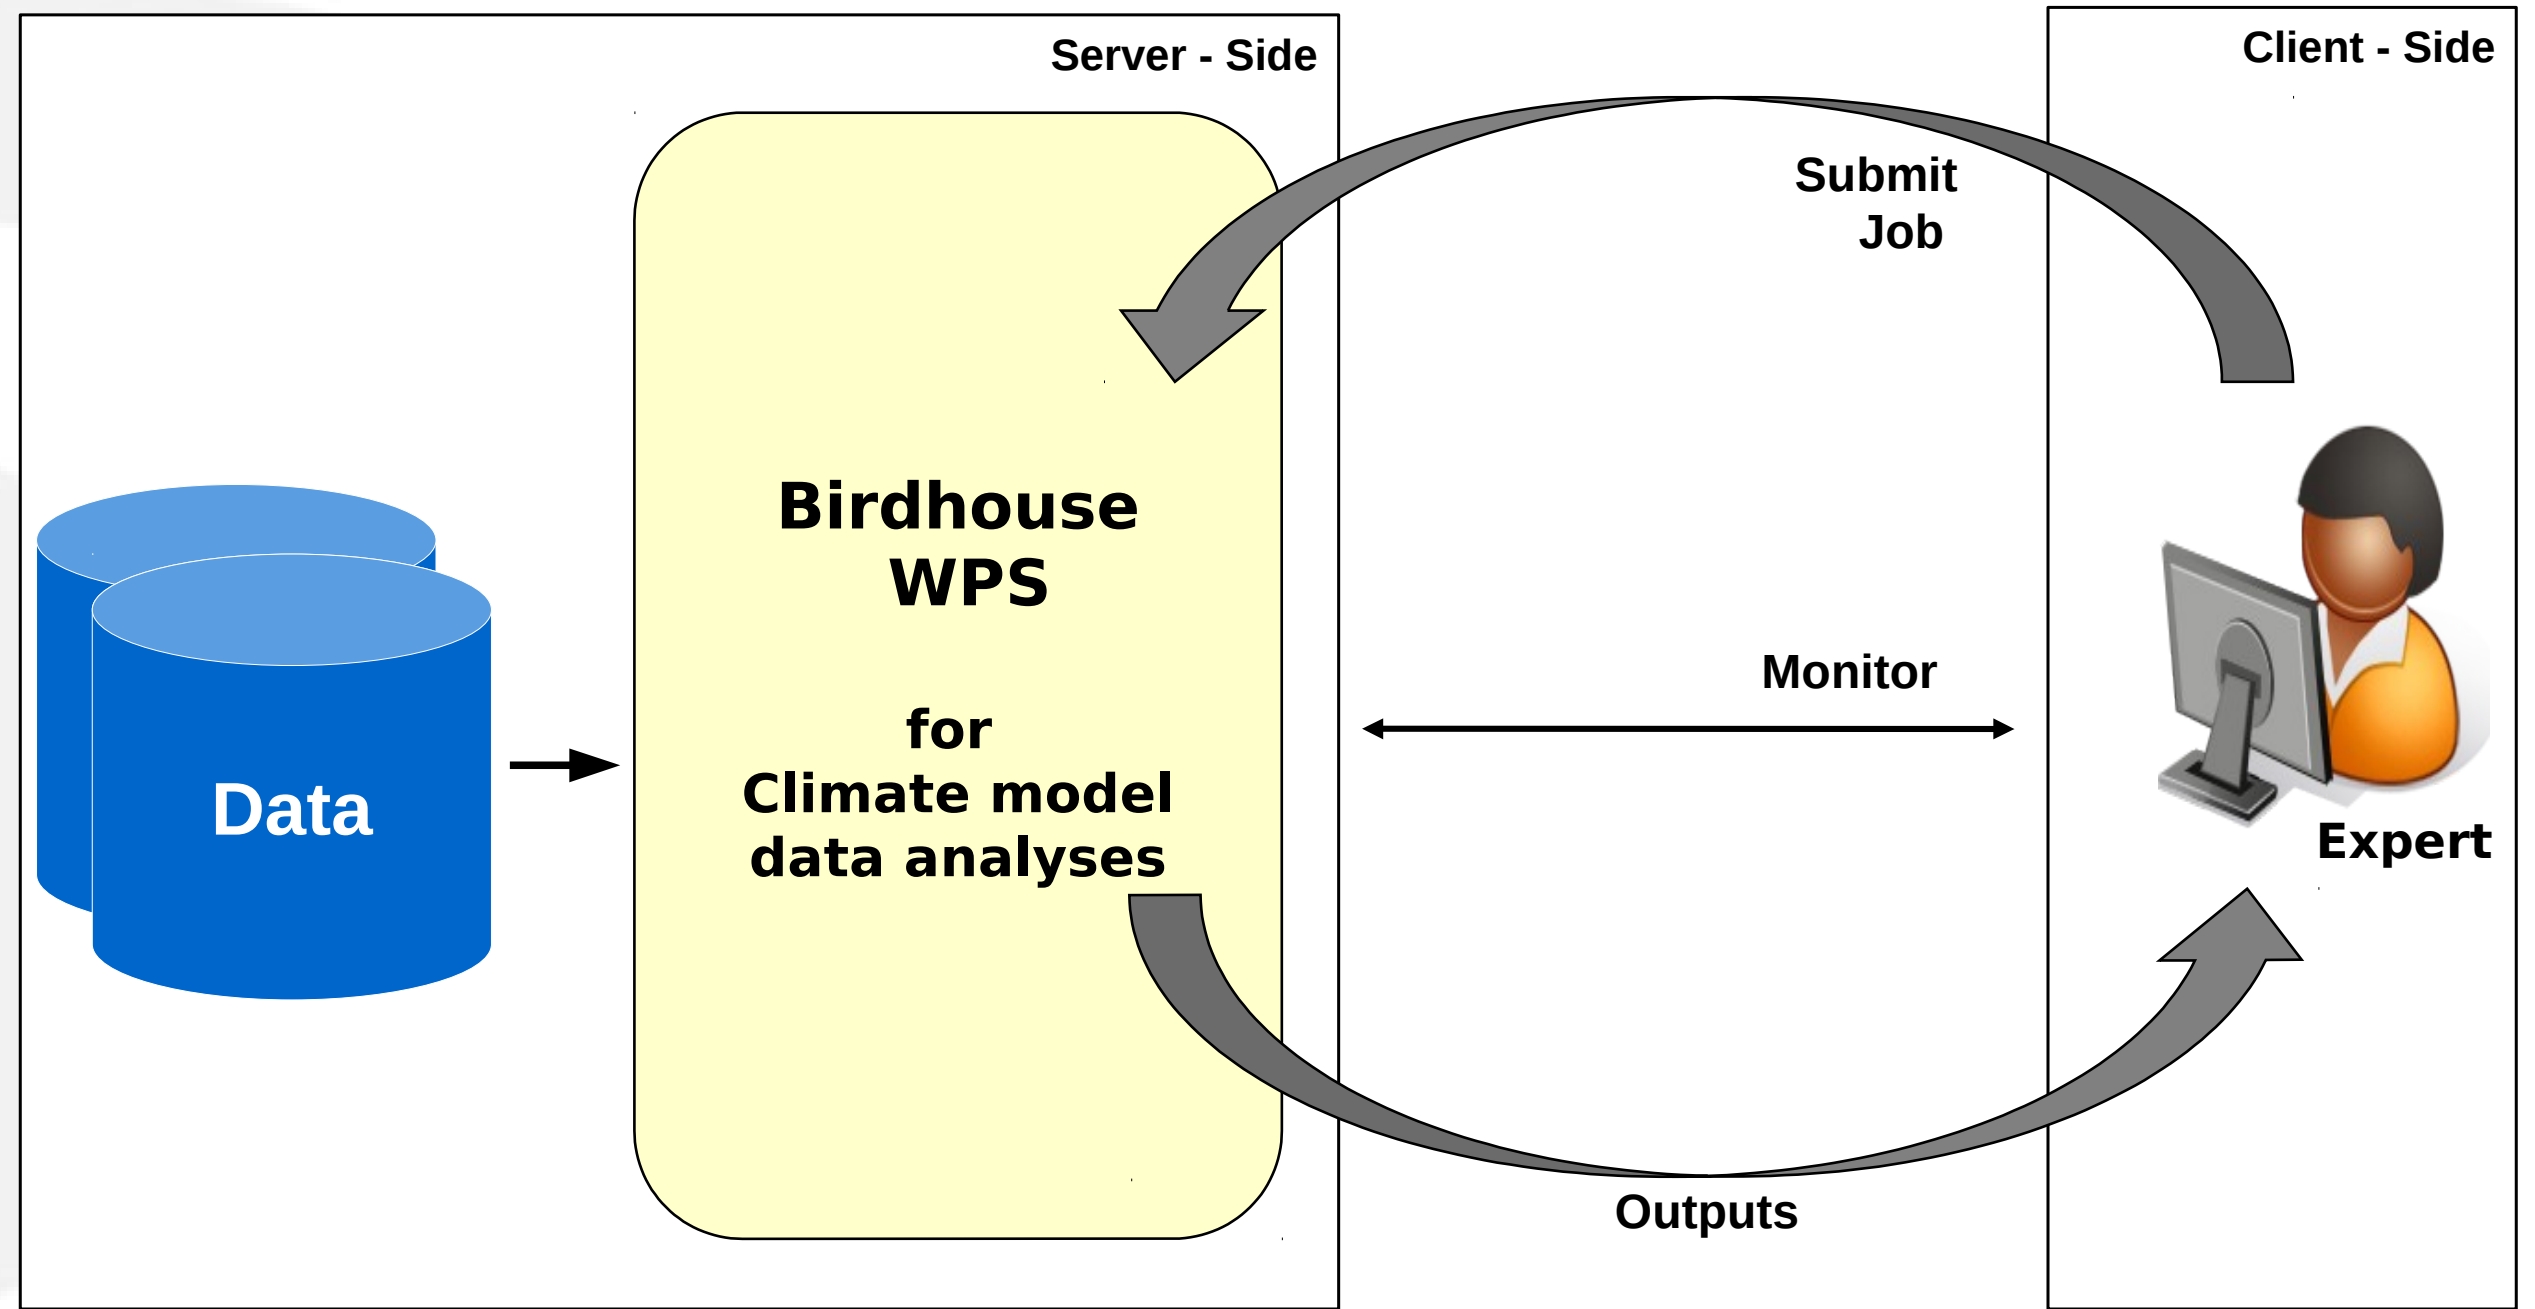 Server - Side
Client - Side
Submit
Job
Birdhouse
WPS
for
Climate model
data analyses
Data
Monitor
Expert
Outputs